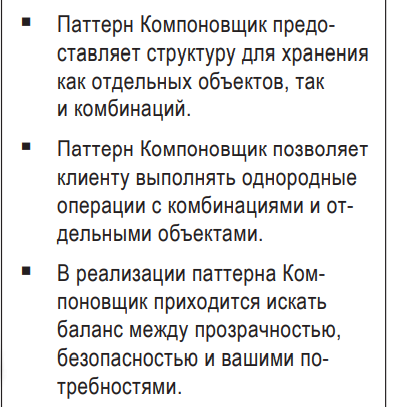 ▪ Паттерн Компоновщик предо-
ставляет структуру для хранения
как отдельных объектов, так
и комбинаций.
▪ Паттерн Компоновщик позволяет
клиенту выполнять однородные
операции с комбинациями и от-
дельными объектами.
▪ В реализации паттерна Ком-
поновщик приходится искать
баланс между прозрачностью,
безопасностью и вашими по-
требностями.